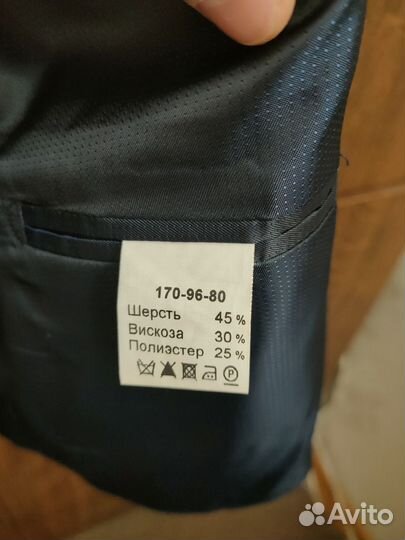 170-96-80
Шерсть 45 %
Вискоза 30 %
Полиэстер 25 %
P
Avito